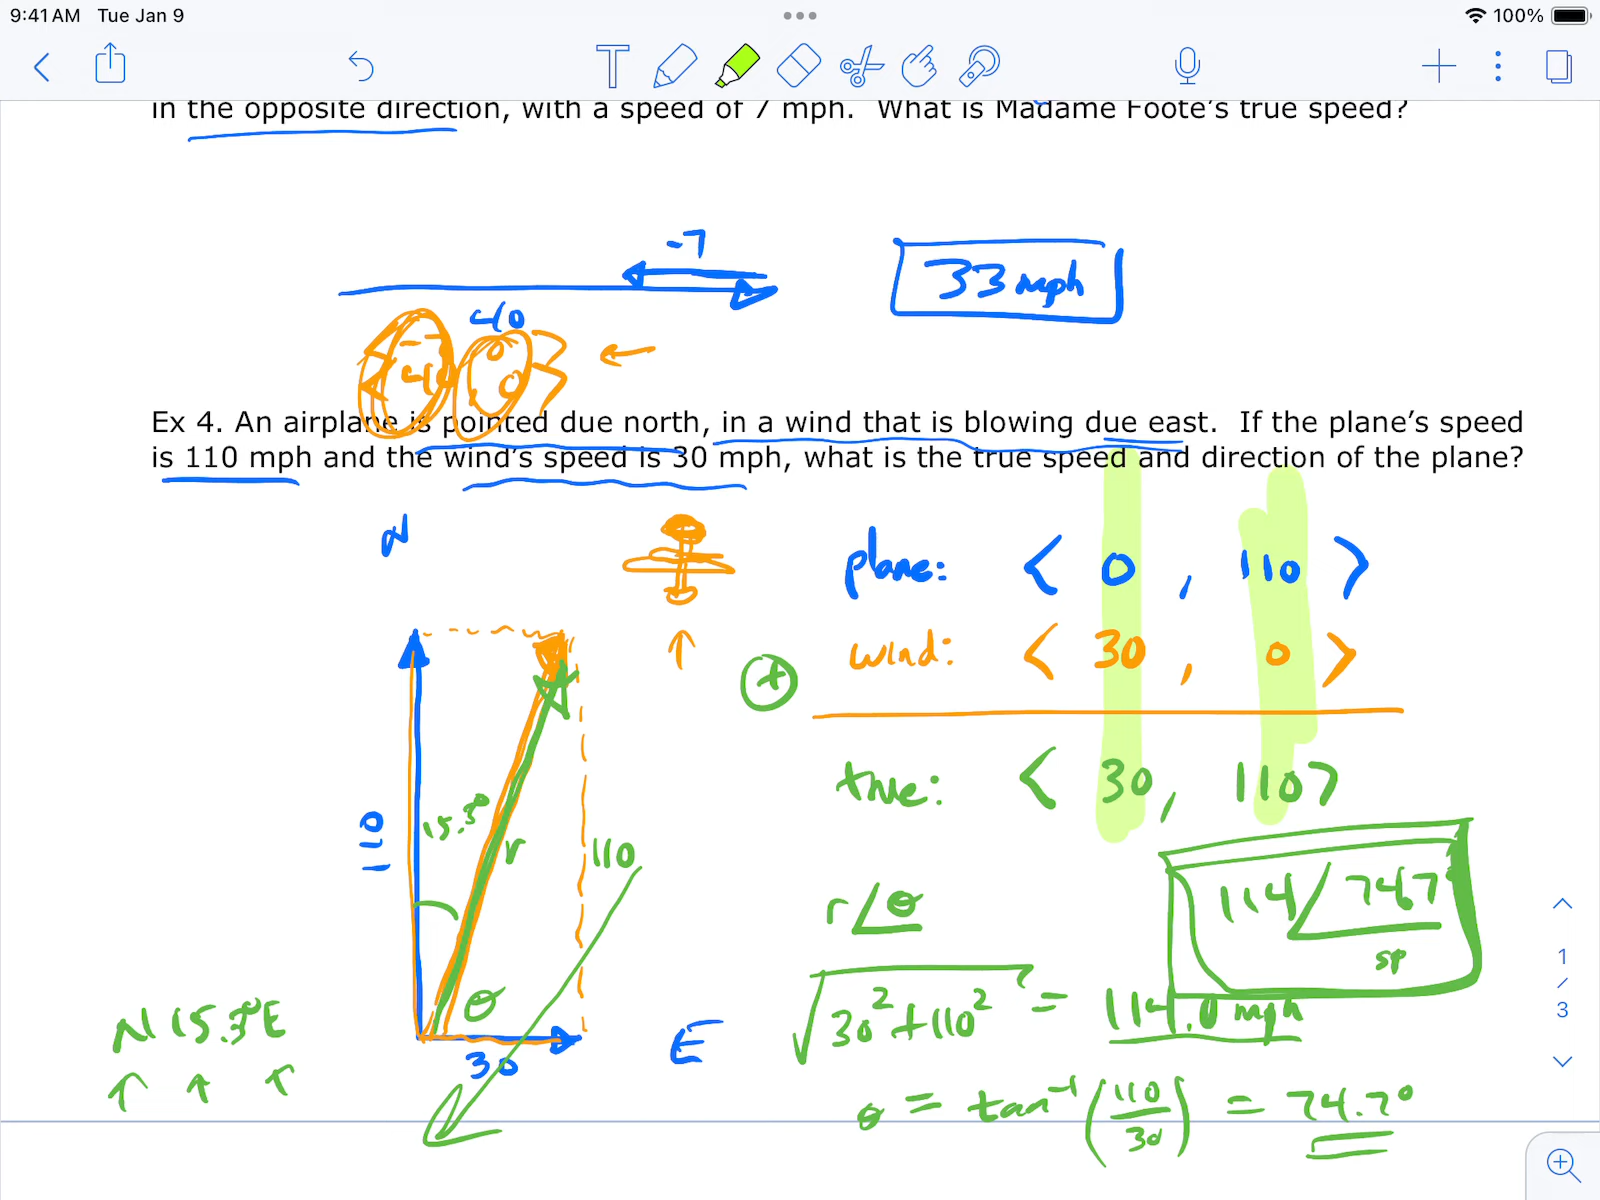 9:41 AM Tue Jan 9
100%
in the opposite direction, with a speed of 7 mph. What is Madame Foote's true speed?
-7
33 mph
40
Ex 4. An airplane is pointed due north, in a wind that is blowing due east. If the plane's speed
is 110 mph and the wind's speed is 30 mph, what is the true speed and direction of the plane?
N
plane: < 0 , 110 >
wind: < 30 , 0 >
+
true: < 30 , 110 >
110
15.3°
r
110
r∠θ
114∠74.7°
sp
θ
30
E
√30²+110² = 114.0 mph
N 15.3° E
θ = tan⁻¹(110/30) = 74.7°
1
/
3